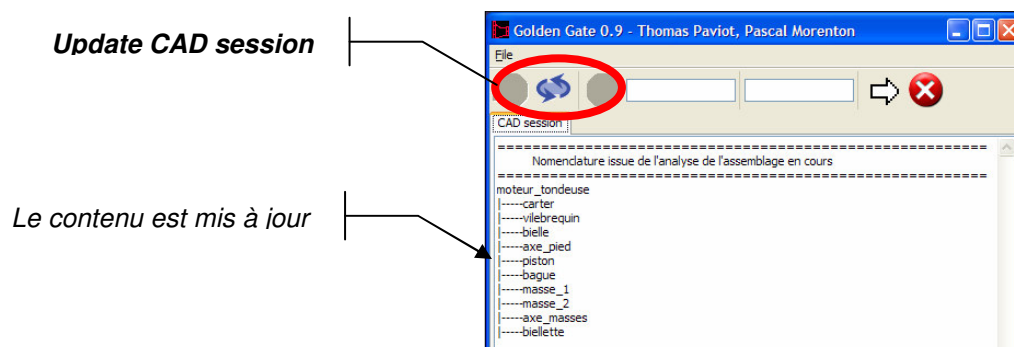 Update CAD session
Golden Gate 0.9 - Thomas Paviot, Pascal Morenton
File
CAD session
===========================================================
Nomenclature issue de l'analyse de l'assemblage en cours
===========================================================
moteur_tondeuse
|-----carter
|-----vilebrequin
|-----bielle
|-----axe_pied
|-----piston
|-----bague
|-----masse_1
|-----masse_2
|-----axe_masses
|-----biellette
Le contenu est mis à jour